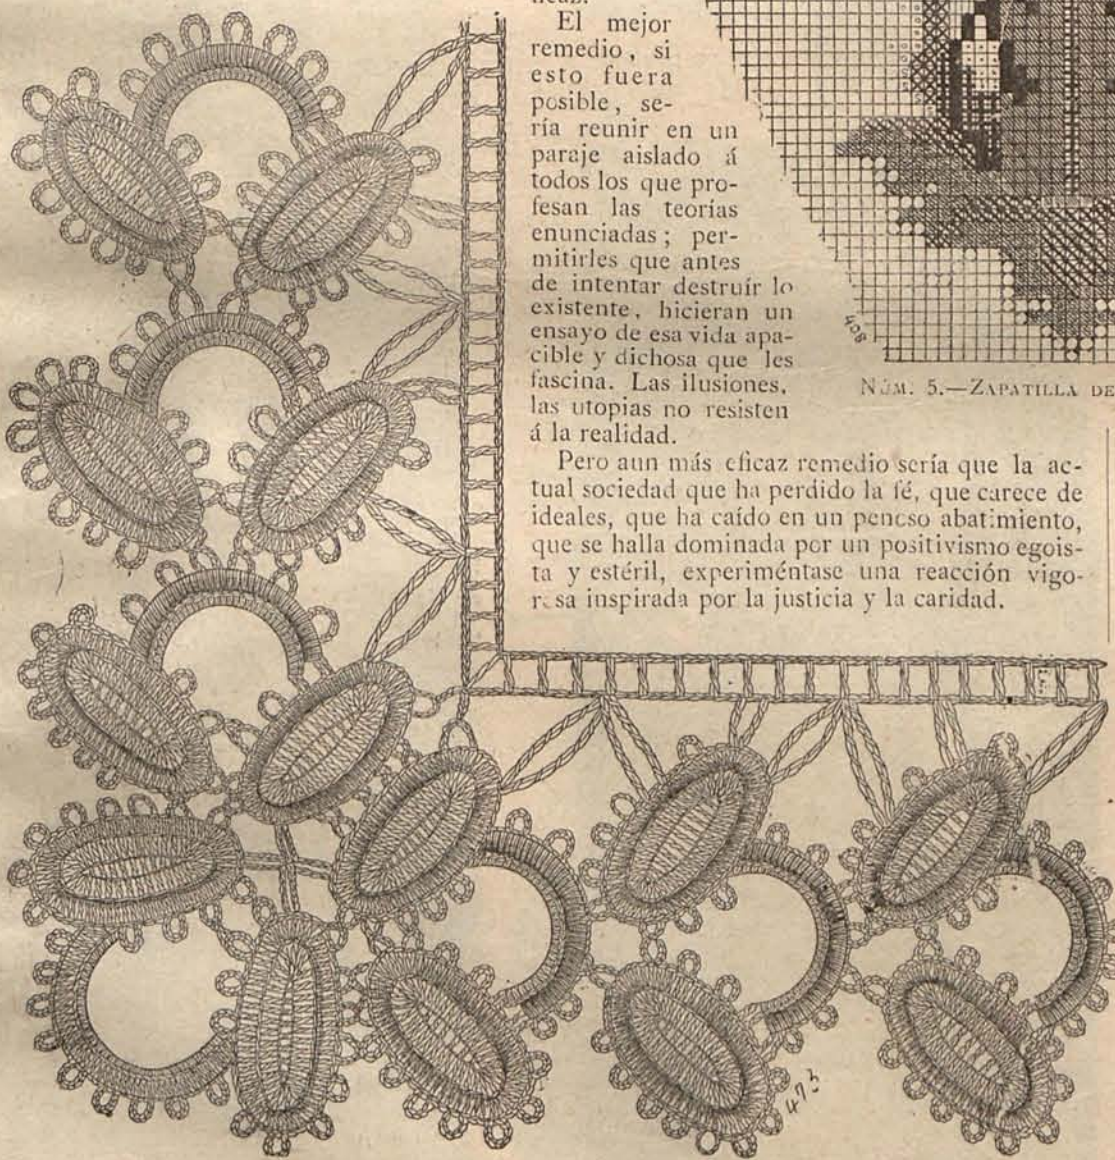 El mejor
remedio, si
esto fuera
posible, se-
ría reunir en un
paraje aislado á
todos los que pro-
fesan las teorías
enunciadas; per-
mitirles que antes
de intentar destruír lo
existente, hicieran un
ensayo de esa vida apa-
cible y dichosa que les
fascina. Las ilusiones,
las utopias no resisten
á la realidad.
Pero aun más eficaz remedio sería que la ac-
tual sociedad que ha perdido la fé, que carece de
ideales, que ha caído en un penoso abatimiento,
que se halla dominada por un positivismo egois-
ta y estéril, experiméntase una reacción vigo-
rosa inspirada por la justicia y la caridad.
408
NÚM. 5.—ZAPATILLA DE
473